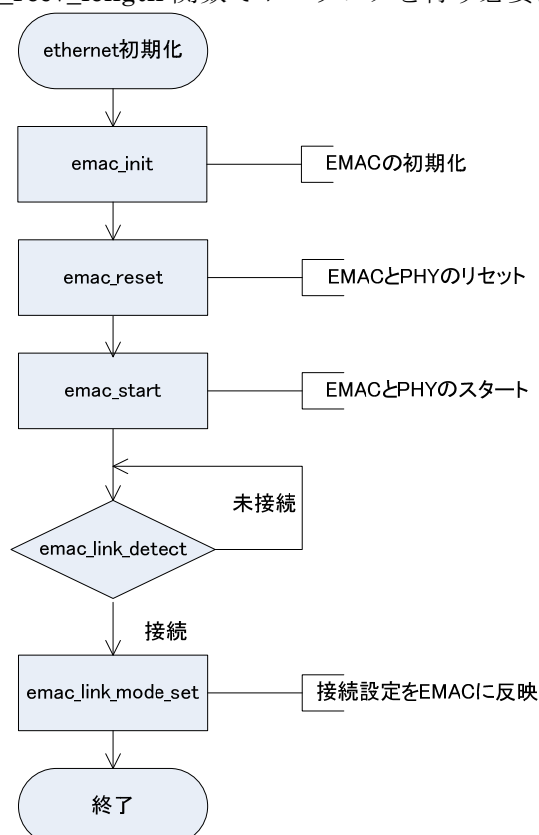 ethernet初期化
emac_init
EMACの初期化
emac_reset
EMACとPHYのリセット
emac_start
EMACとPHYのスタート
未接続
emac_link_detect
接続
emac_link_mode_set
接続設定をEMACに反映
終了